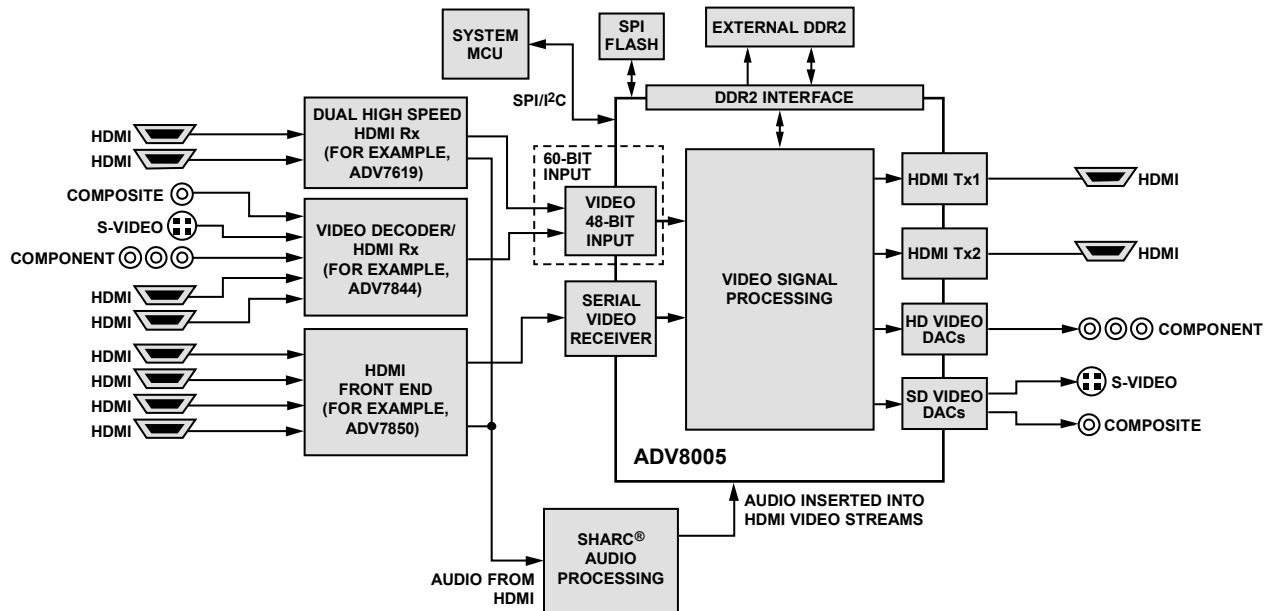 SYSTEM
MCU
SPI
FLASH
EXTERNAL DDR2
SPI/I²C
DDR2 INTERFACE
HDMI
HDMI
DUAL HIGH SPEED
HDMI Rx
(FOR EXAMPLE,
ADV7619)
60-BIT
INPUT
COMPOSITE
S-VIDEO
COMPONENT
HDMI
HDMI
VIDEO DECODER/
HDMI Rx
(FOR EXAMPLE,
ADV7844)
VIDEO
48-BIT
INPUT
SERIAL
VIDEO
RECEIVER
HDMI
HDMI
HDMI
HDMI
HDMI
FRONT END
(FOR EXAMPLE,
ADV7850)
VIDEO SIGNAL
PROCESSING
HDMI Tx1
HDMI
HDMI Tx2
HDMI
HD VIDEO
DACs
COMPONENT
SD VIDEO
DACs
S-VIDEO
COMPOSITE
ADV8005
AUDIO INSERTED INTO
HDMI VIDEO STREAMS
SHARC®
AUDIO
PROCESSING
AUDIO FROM
HDMI